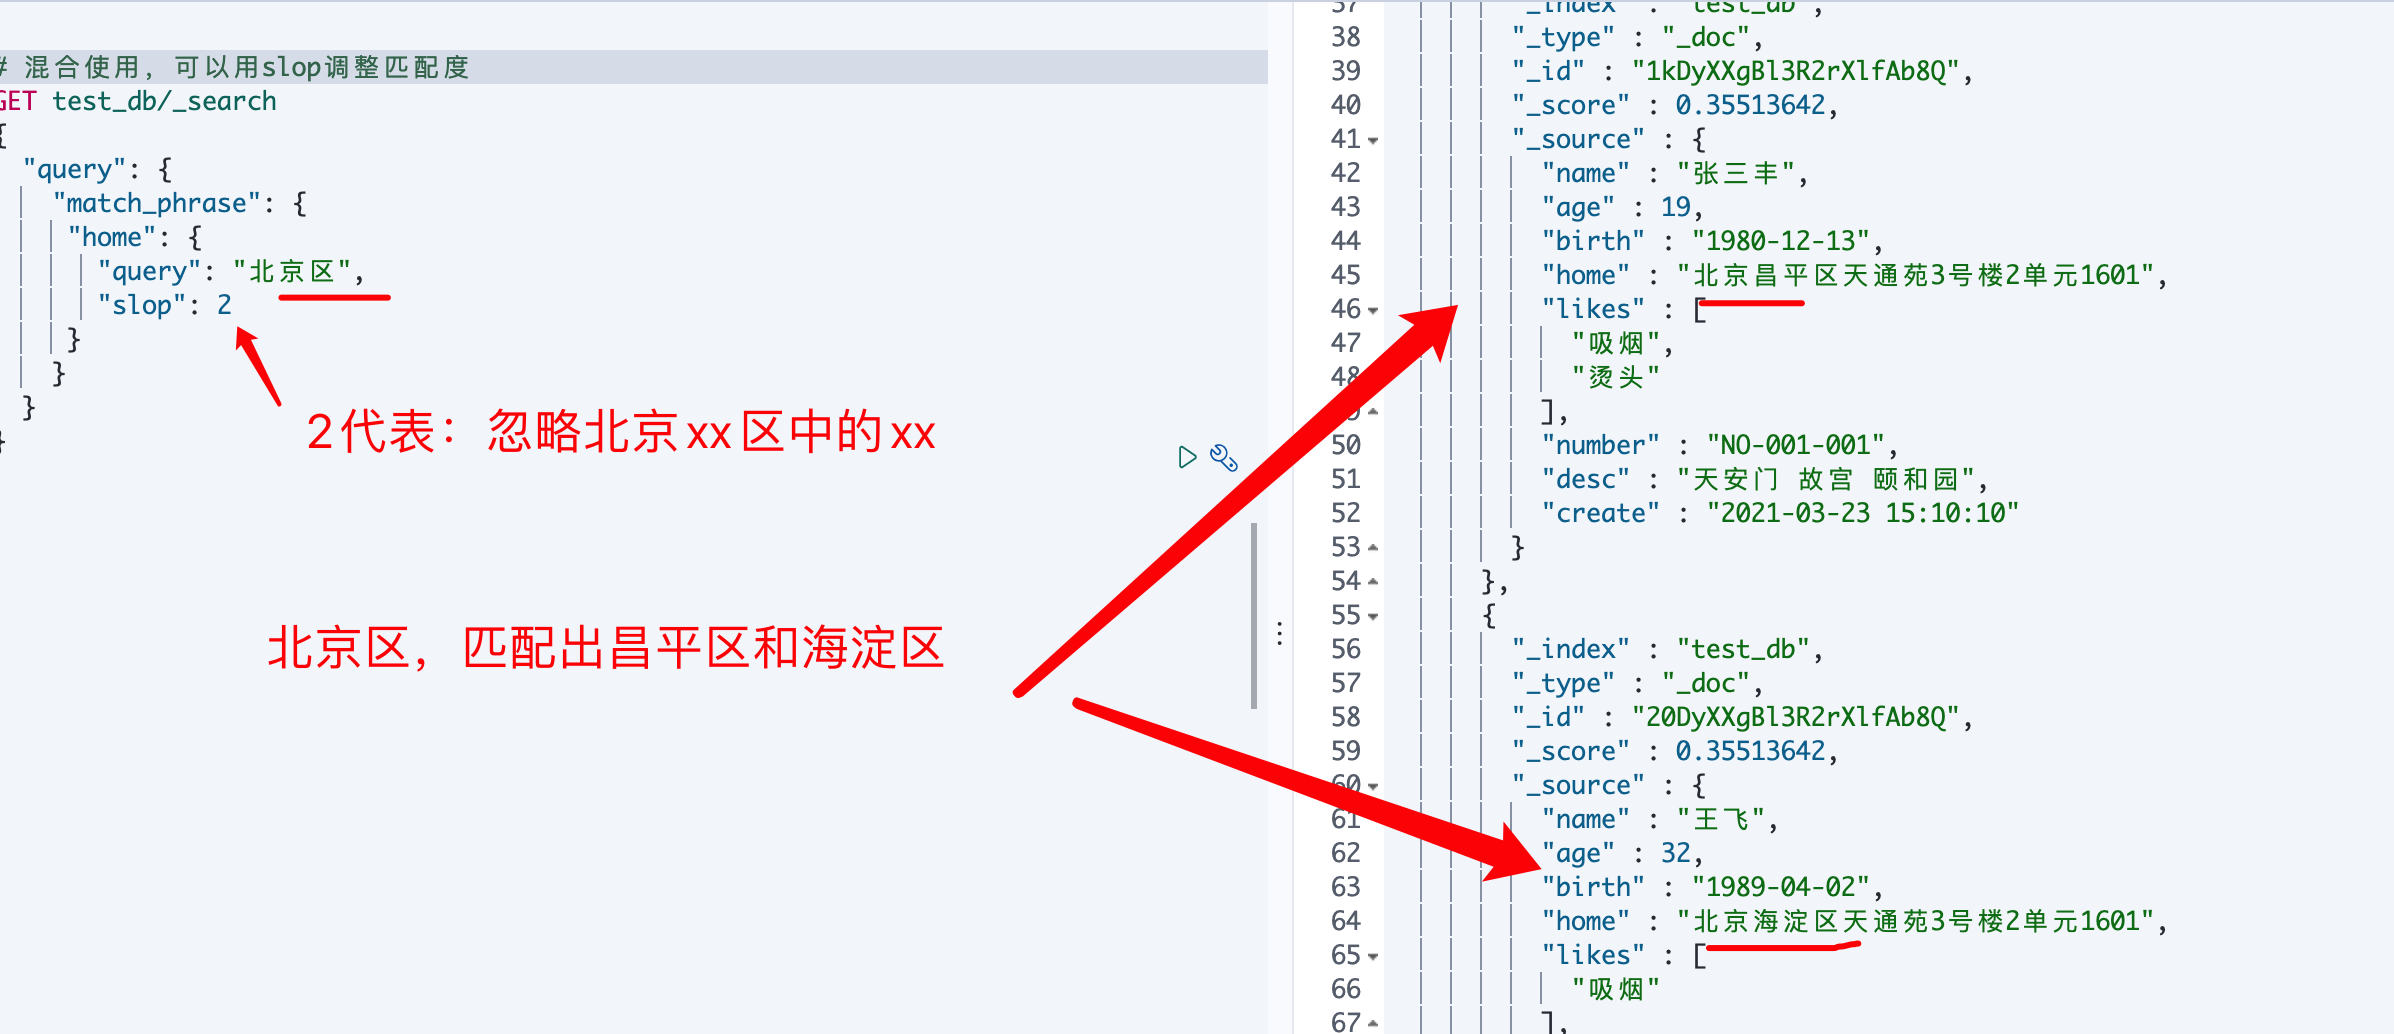 # 混合使用，可以用slop调整匹配度
GET test_db/_search
{
"query": {
"match_phrase": {
"home": {
"query": "北京区",
"slop": 2
}
}
}
}
2代表：忽略北京xx区中的xx
北京区，匹配出昌平区和海淀区
37 "_index" : "test_db",
38 "_type" : "_doc",
39 "_id" : "1kDyXXgBl3R2rXlfAb8Q",
40 "_score" : 0.35513642,
41 "_source" : {
42 "name" : "张三丰",
43 "age" : 19,
44 "birth" : "1980-12-13",
45 "home" : "北京昌平区天通苑3号楼2单元1601",
46 "likes" : [
47 "吸烟",
48 "烫头"
],
50 "number" : "NO-001-001",
51 "desc" : "天安门 故宫 颐和园",
52 "create" : "2021-03-23 15:10:10"
53 }
54 },
55 {
56 "_index" : "test_db",
57 "_type" : "_doc",
58 "_id" : "20DyXXgBl3R2rXlfAb8Q",
59 "_score" : 0.35513642,
60 "_source" : {
61 "name" : "王飞",
62 "age" : 32,
63 "birth" : "1989-04-02",
64 "home" : "北京海淀区天通苑3号楼2单元1601",
65 "likes" : [
66 "吸烟"
67 ],